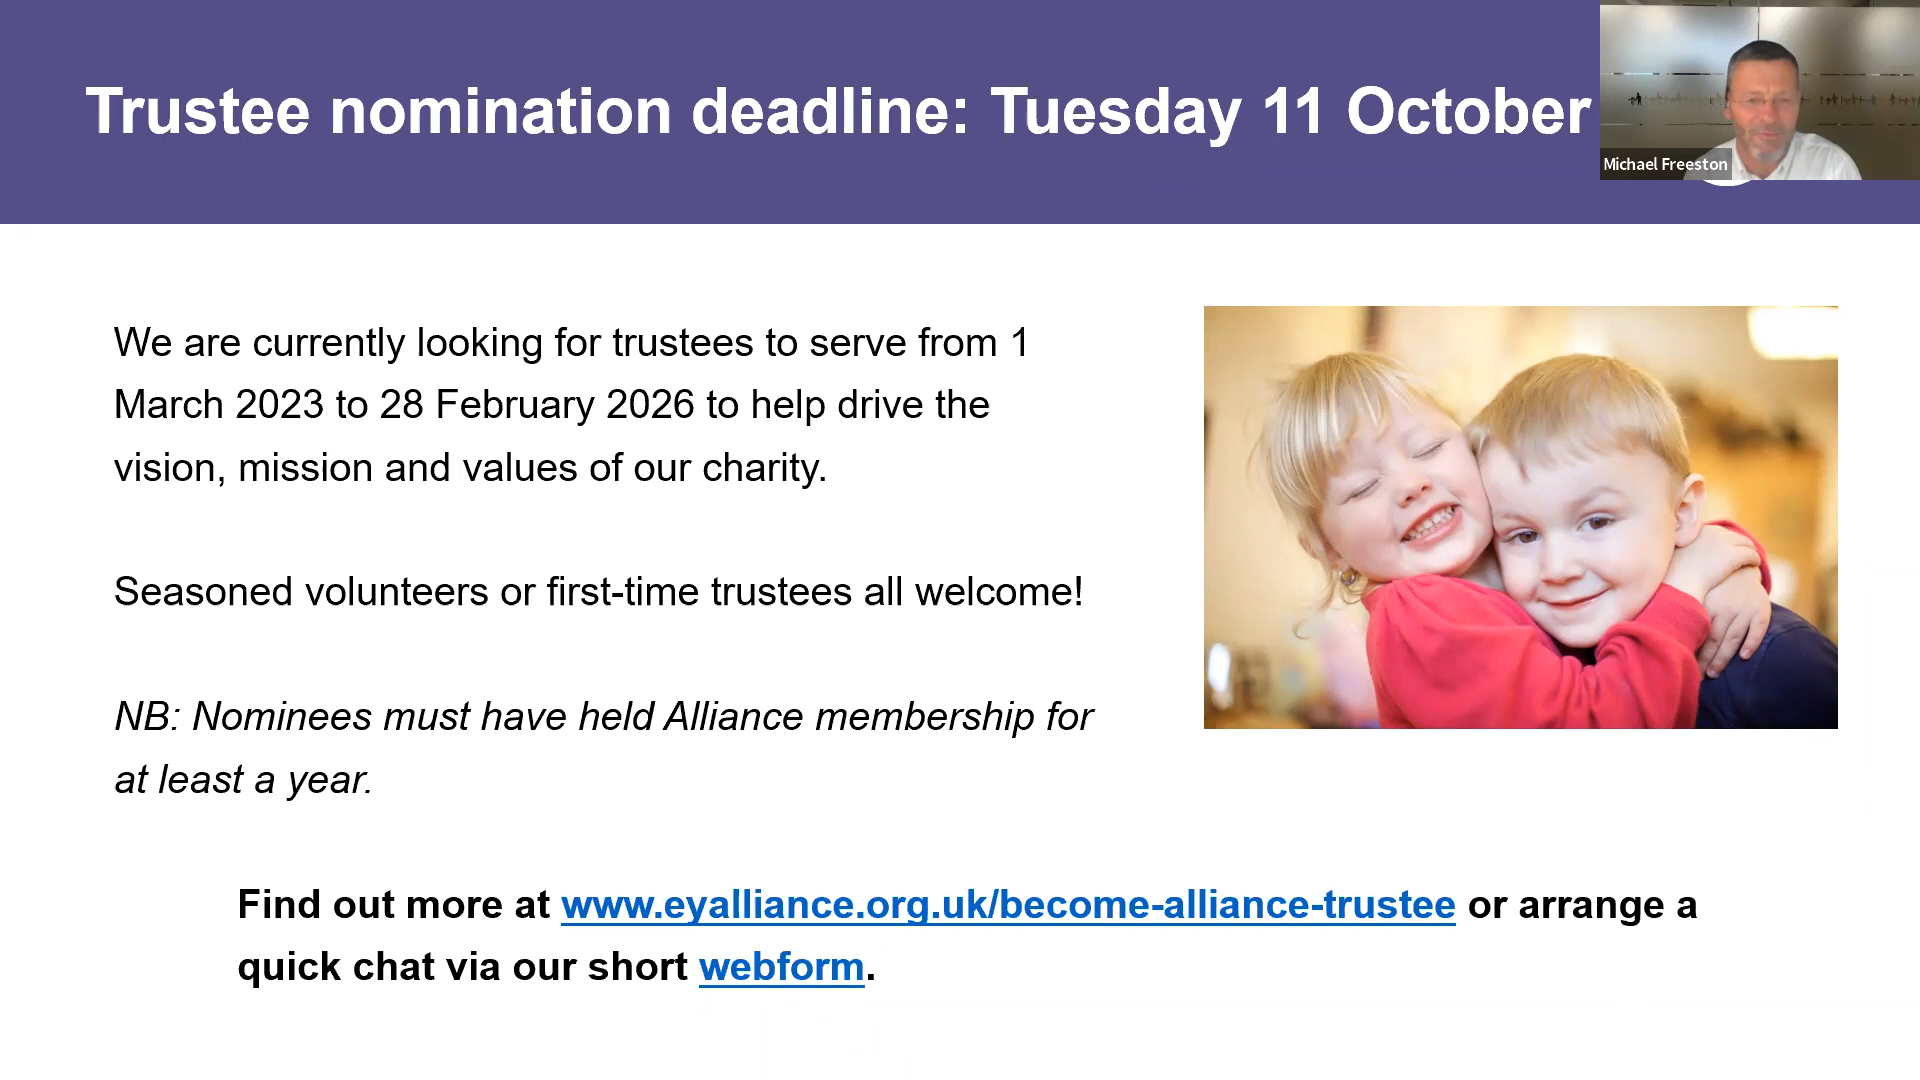 Trustee nomination deadline: Tuesday 11 October
Michael Freeston
We are currently looking for trustees to serve from 1
March 2023 to 28 February 2026 to help drive the
vision, mission and values of our charity.
Seasoned volunteers or first-time trustees all welcome!
NB: Nominees must have held Alliance membership for
at least a year.
Find out more at www.eyalliance.org.uk/become-alliance-trustee or arrange a
quick chat via our short webform.